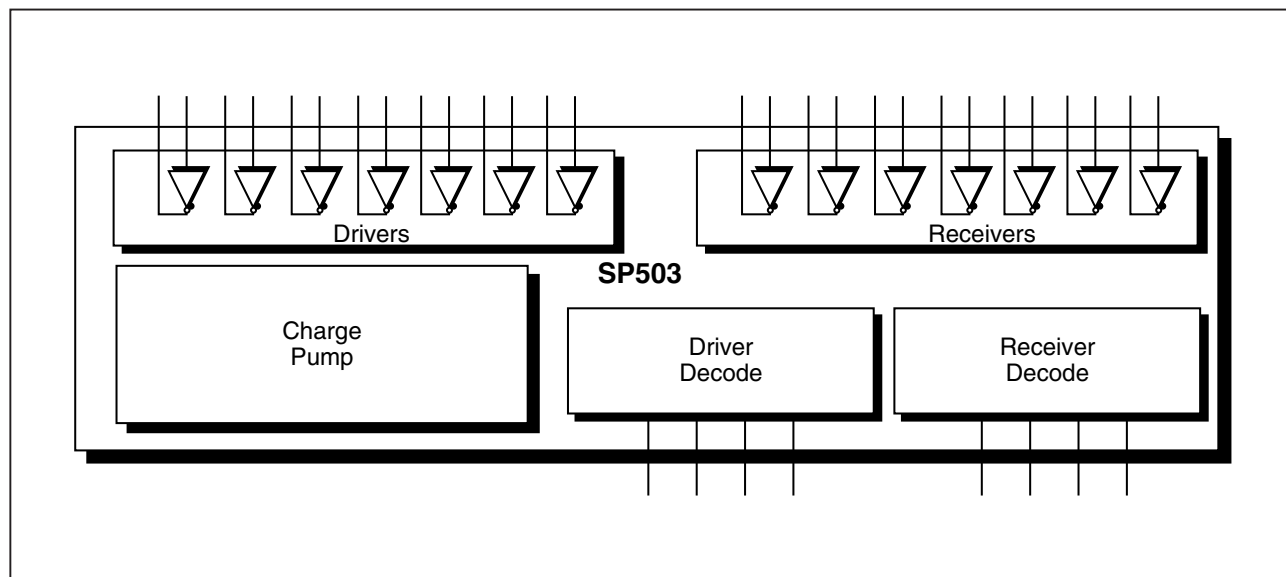 Drivers
Receivers
SP503
Charge
Pump
Driver
Decode
Receiver
Decode